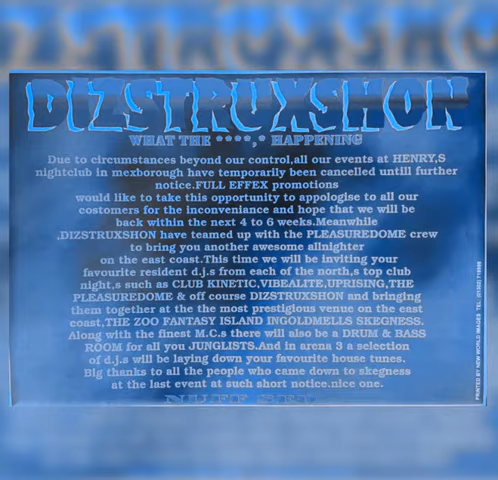 DIZSTRUXSHON
WHAT THE ****,* HAPPENING
Due to circumstances beyond our control,all our events at HENRY,S
nightclub in mexborough have temporarily been cancelled untill further
notice.FULL EFFEX promotions
would like to take this opportunity to appologise to all our
costomers for the inconveniance and hope that we will be
back within the next 4 to 6 weeks.Meanwhile
,DIZSTRUXSHON have teamed up with the PLEASUREDOME crew
to bring you another awesome allnighter
on the east coast.This time we will be inviting your
favourite resident d.j.s from each of the north,s top club
night,s such as CLUB KINETIC,VIBEALITE,UPRISING,THE
PLEASUREDOME & off course DIZSTRUXSHON and bringing
them together at the the most prestigious venue on the east
coast,THE ZOO FANTASY ISLAND INGOLDMELLS SKEGNESS.
Along with the finest M.C.s there will also be a DRUM & BASS
ROOM for all you JUNGLISTS.And in arena 3 a selection
of d.j.s will be laying down your favourite house tunes.
Big thanks to all the people who came down to skegness
at the last event at such short notice.nice one.
PRINTED BY NEW WORLD IMAGES TEL: